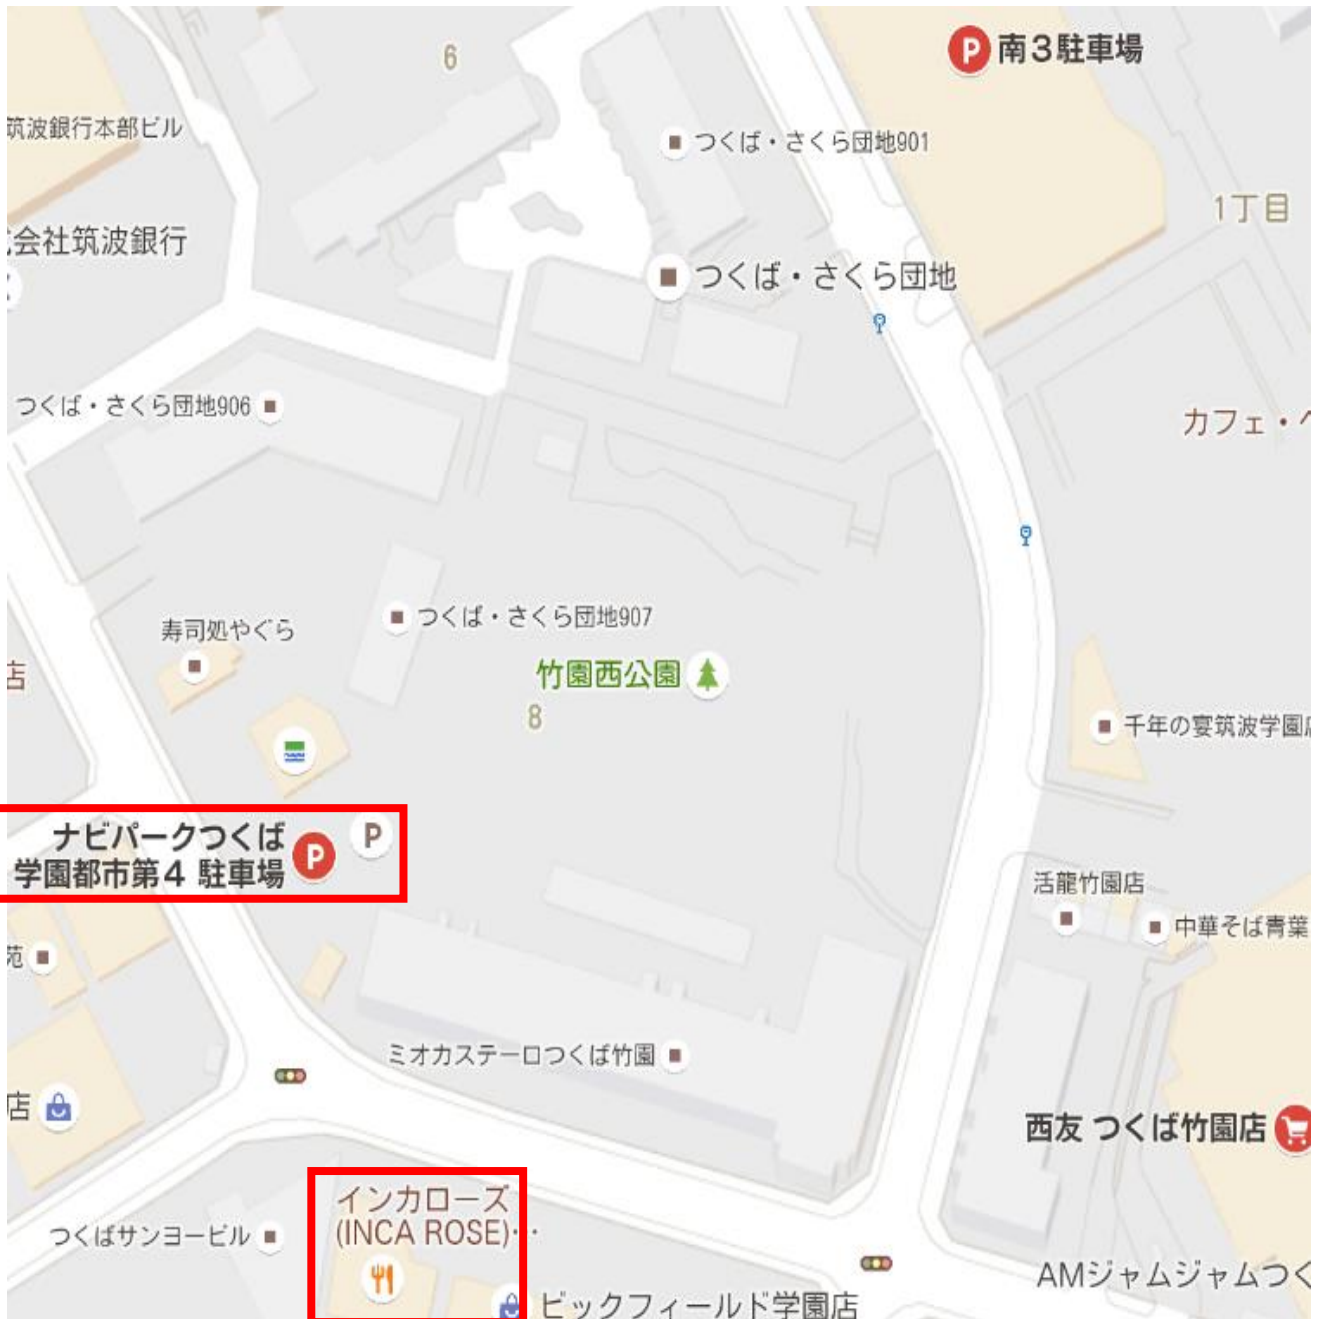 6
P 南3駐車場
筑波銀行本部ビル
つくば・さくら団地901
1丁目
会社筑波銀行
つくば・さくら団地
つくば・さくら団地906
カフェ・
つくば・さくら団地907
寿司処やぐら
店
竹園西公園
8
千年の宴筑波学園
ナビパークつくば
学園都市第4 駐車場
P
P
活龍竹園店
中華そば青葉
苑
ミオカステーロつくば竹園
店
西友 つくば竹園店
インカローズ
(INCA ROSE)…
つくばサンヨービル
AMジャムジャムつく
ビックフィールド学園店